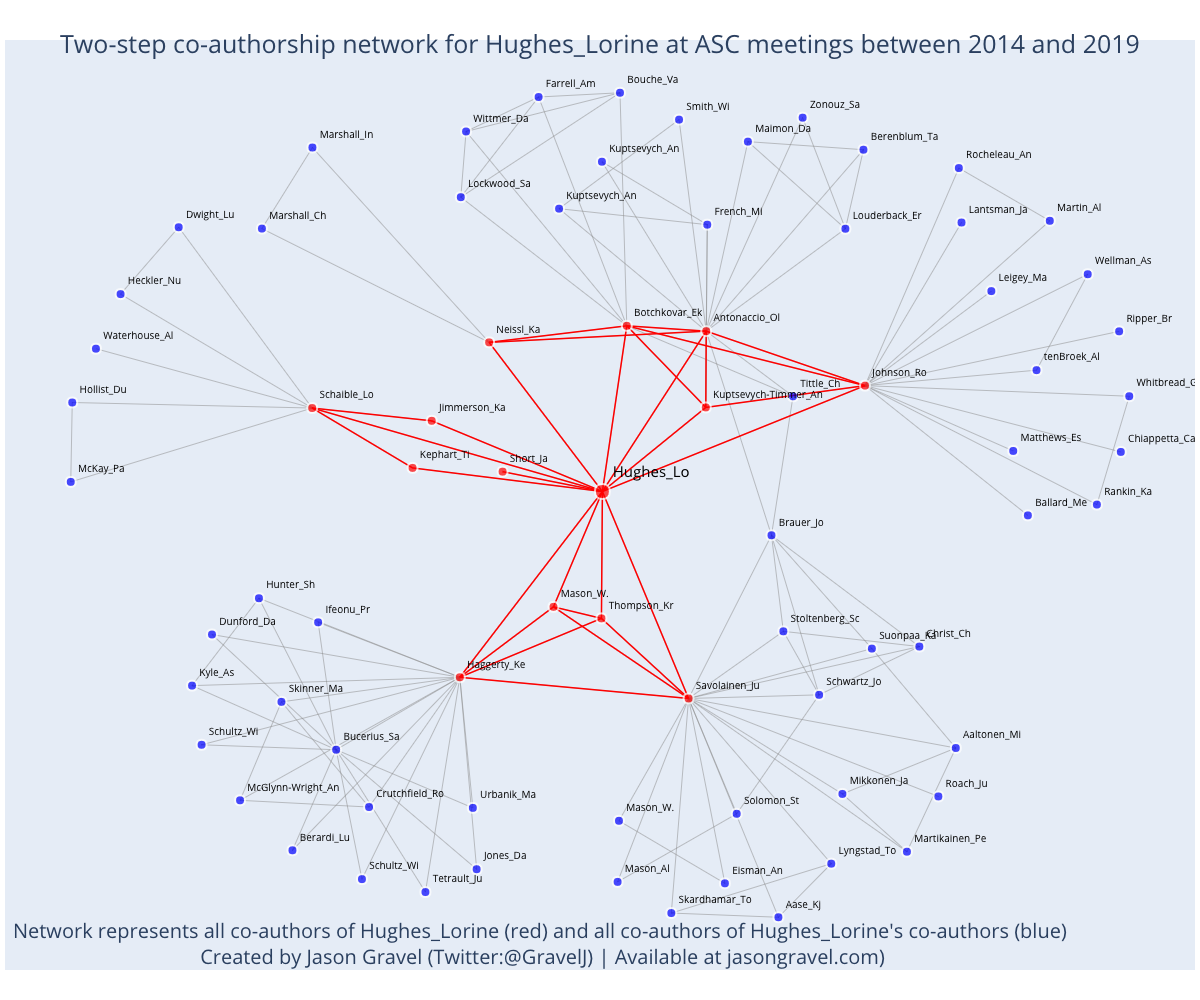 Two-step co-authorship network for Hughes_Lorine at ASC meetings between 2014 and 2019
Bouche_Va
Farrell_Am
Smith_Wi
Zonouz_Sa
Wittmer_Da
Maimon_Da
Marshall_In
Berenblum_Ta
Kuptsevych_An
Rocheleau_An
Lockwood_Sa
Kuptsevych_An
Martin_Al
Lantsman_Ja
French_Mi
Dwight_Lu
Marshall_Ch
Louderback_Er
Wellman_As
Leigey_Ma
Heckler_Nu
Ripper_Br
Botchkovar_Ek
Antonaccio_Ol
Neissl_Ka
Waterhouse_Al
tenBroek_Al
Johnson_Ro
Tittle_Ch
Whitbread_G
Hollist_Du
Schaible_Lo
Kuptsevych-Timmer_An
Jimmerson_Ka
Matthews_Es
Chiappetta_Ca
Kephart_Ti
Short_Ja
McKay_Pa
Hughes_Lo
Rankin_Ka
Ballard_Me
Brauer_Jo
Hunter_Sh
Mason_W.
Thompson_Kr
Ifeonu_Pr
Stoltenberg_Sc
Dunford_Da
Suonpaa_Ka
Christ_Ch
Haggerty_Ke
Kyle_As
Skinner_Ma
Savolainen_Ju
Schwartz_Jo
Schultz_Wi
Bucerius_Sa
Aaltonen_Mi
Mikkonen_Ja
Roach_Ju
McGlynn-Wright_An
Crutchfield_Ro
Urbanik_Ma
Solomon_St
Mason_W.
Berardi_Lu
Martikainen_Pe
Lyngstad_To
Schultz_Wi
Jones_Da
Tetrault_Ju
Mason_Al
Eisman_An
Skardhamar_To
Aase_Kj
Network represents all co-authors of Hughes_Lorine (red) and all co-authors of Hughes_Lorine's co-authors (blue)
Created by Jason Gravel (Twitter:@GravelJ) | Available at jasongravel.com)